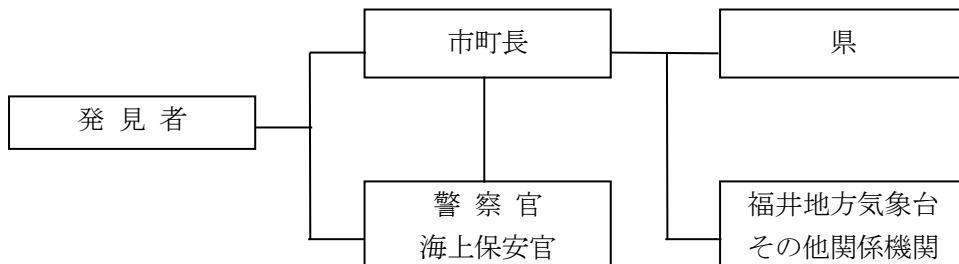 市町長
県
発 見 者
警 察 官
海上保安官
福井地方気象台
その他関係機関